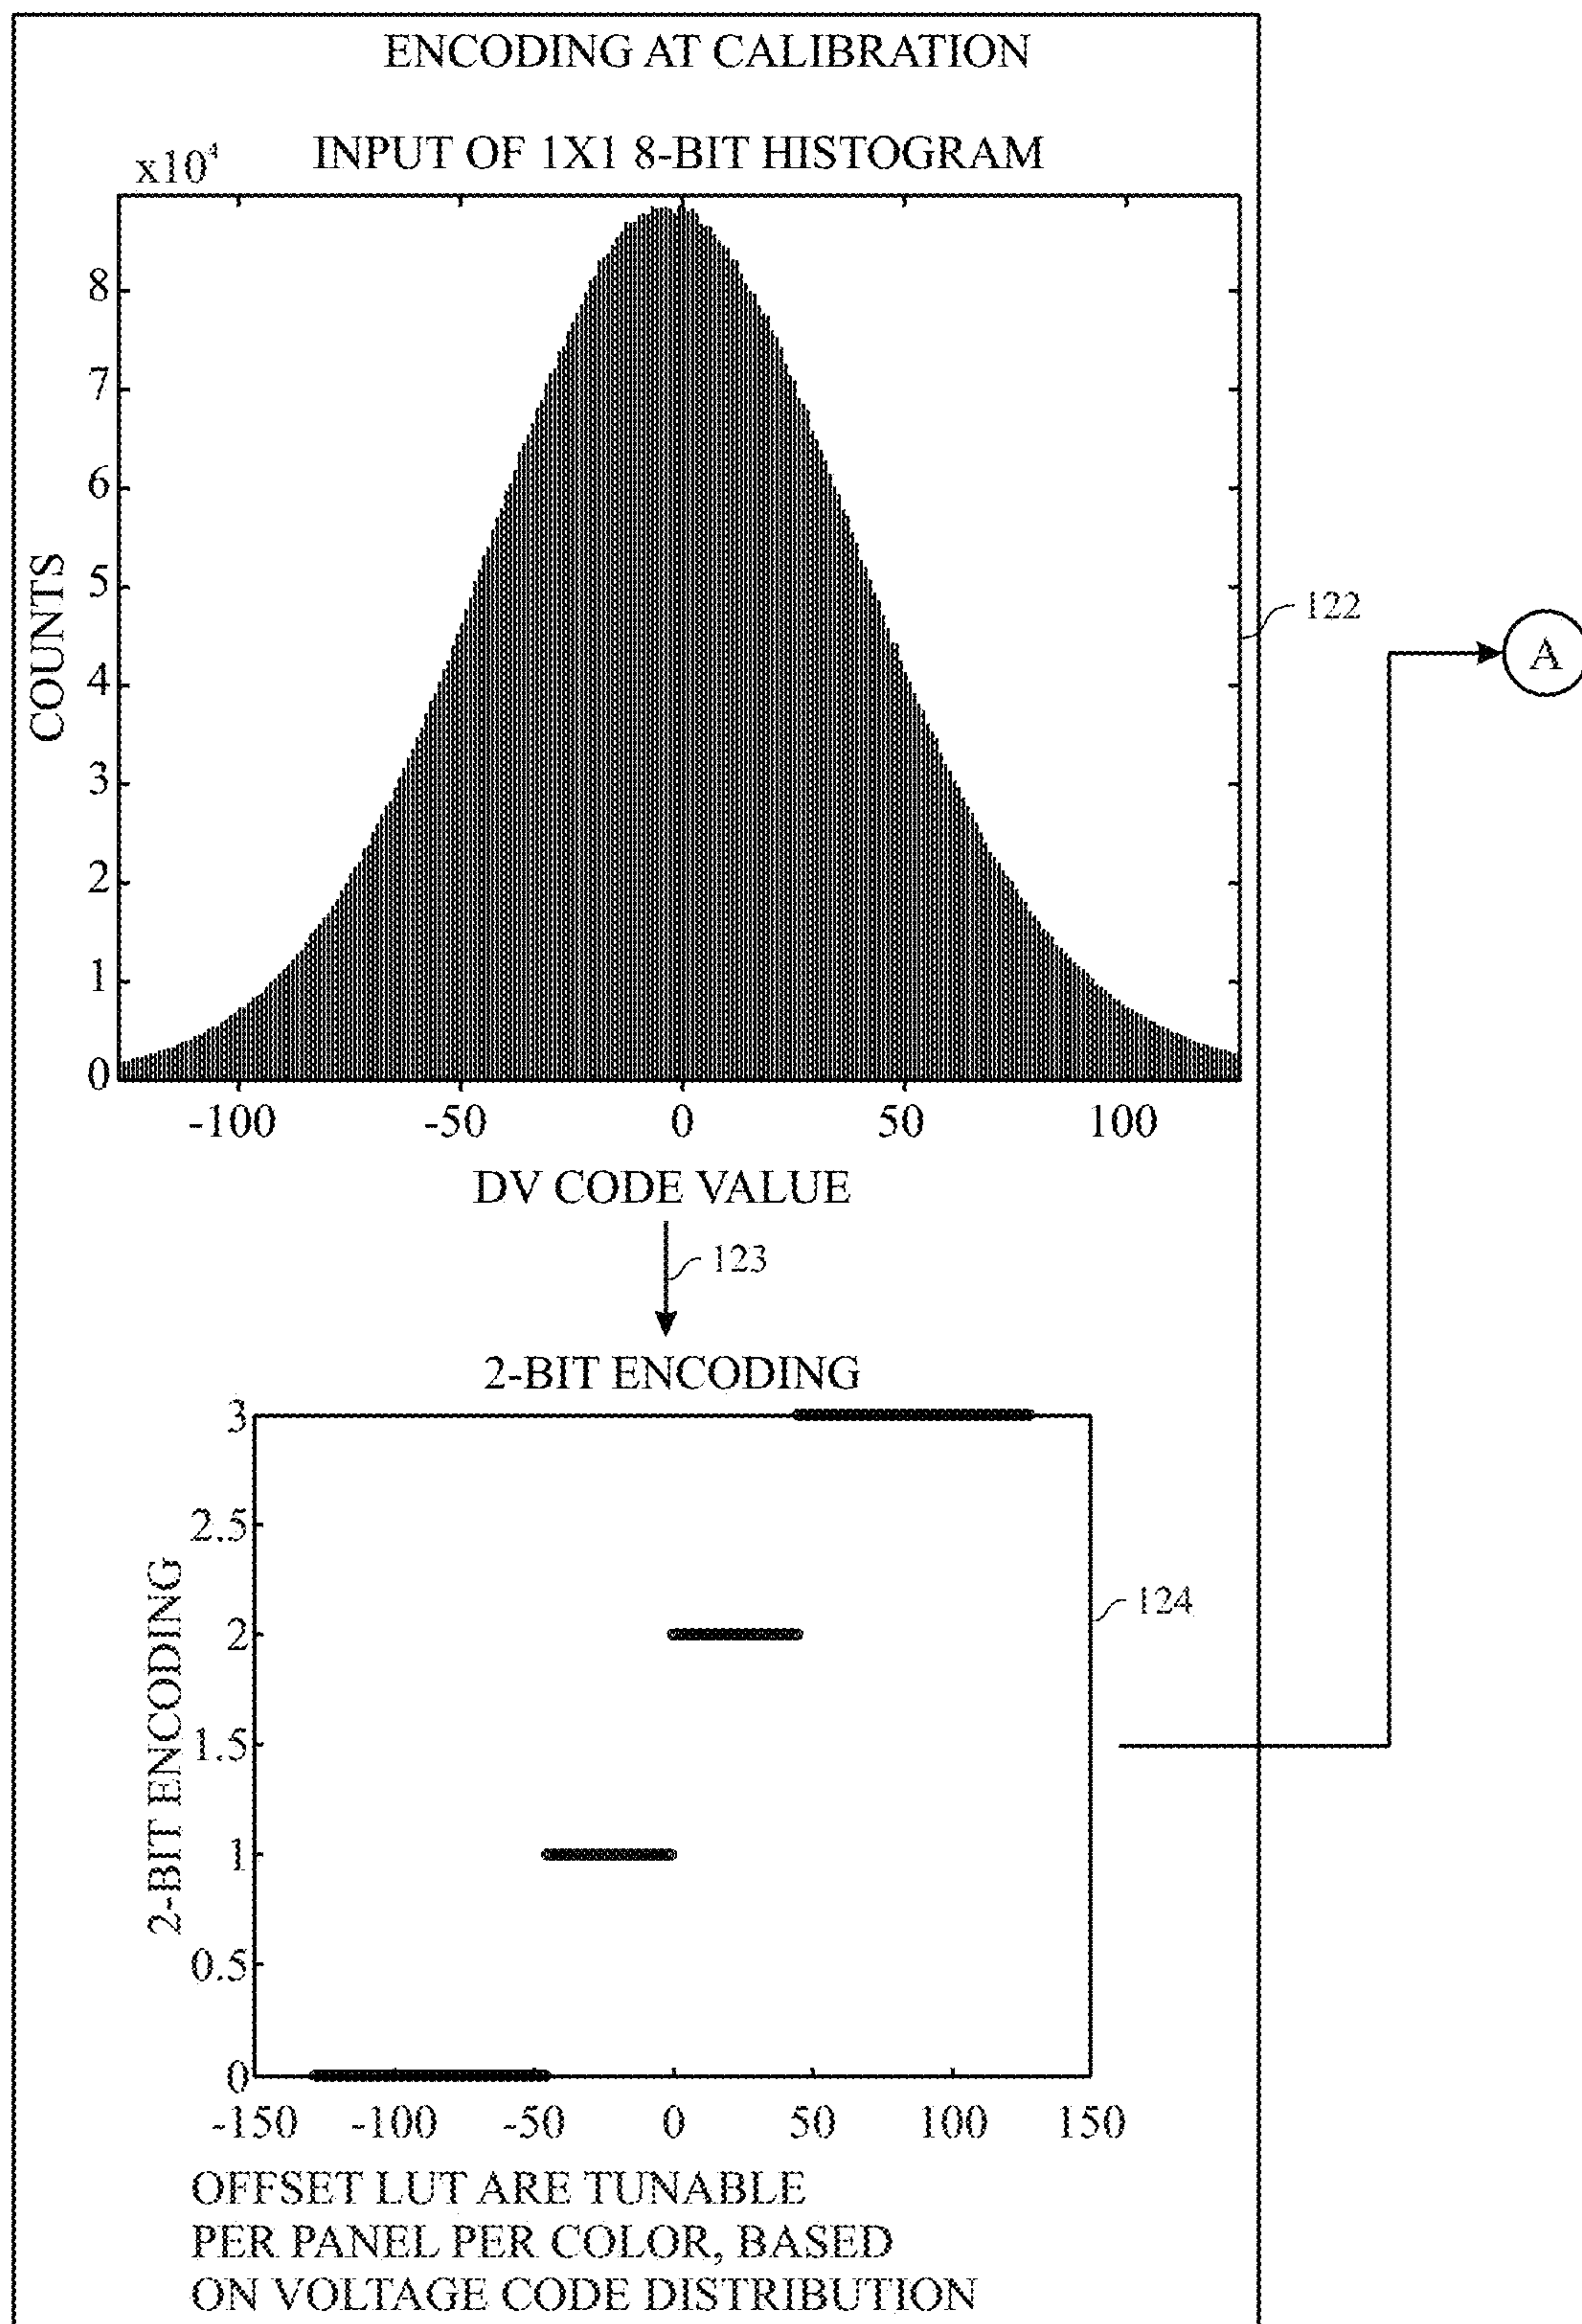 ENCODING AT CALIBRATION
INPUT OF 1X1 8-BIT HISTOGRAM
x10⁴
8
7
6
5
4
3
2
1
0
COUNTS
-100 -50 0 50 100
DV CODE VALUE
122
A
123
2-BIT ENCODING
3
2.5
2
1.5
1
0.5
0
2-BIT ENCODING
124
-150 -100 -50 0 50 100 150
OFFSET LUT ARE TUNABLE
PER PANEL PER COLOR, BASED
ON VOLTAGE CODE DISTRIBUTION